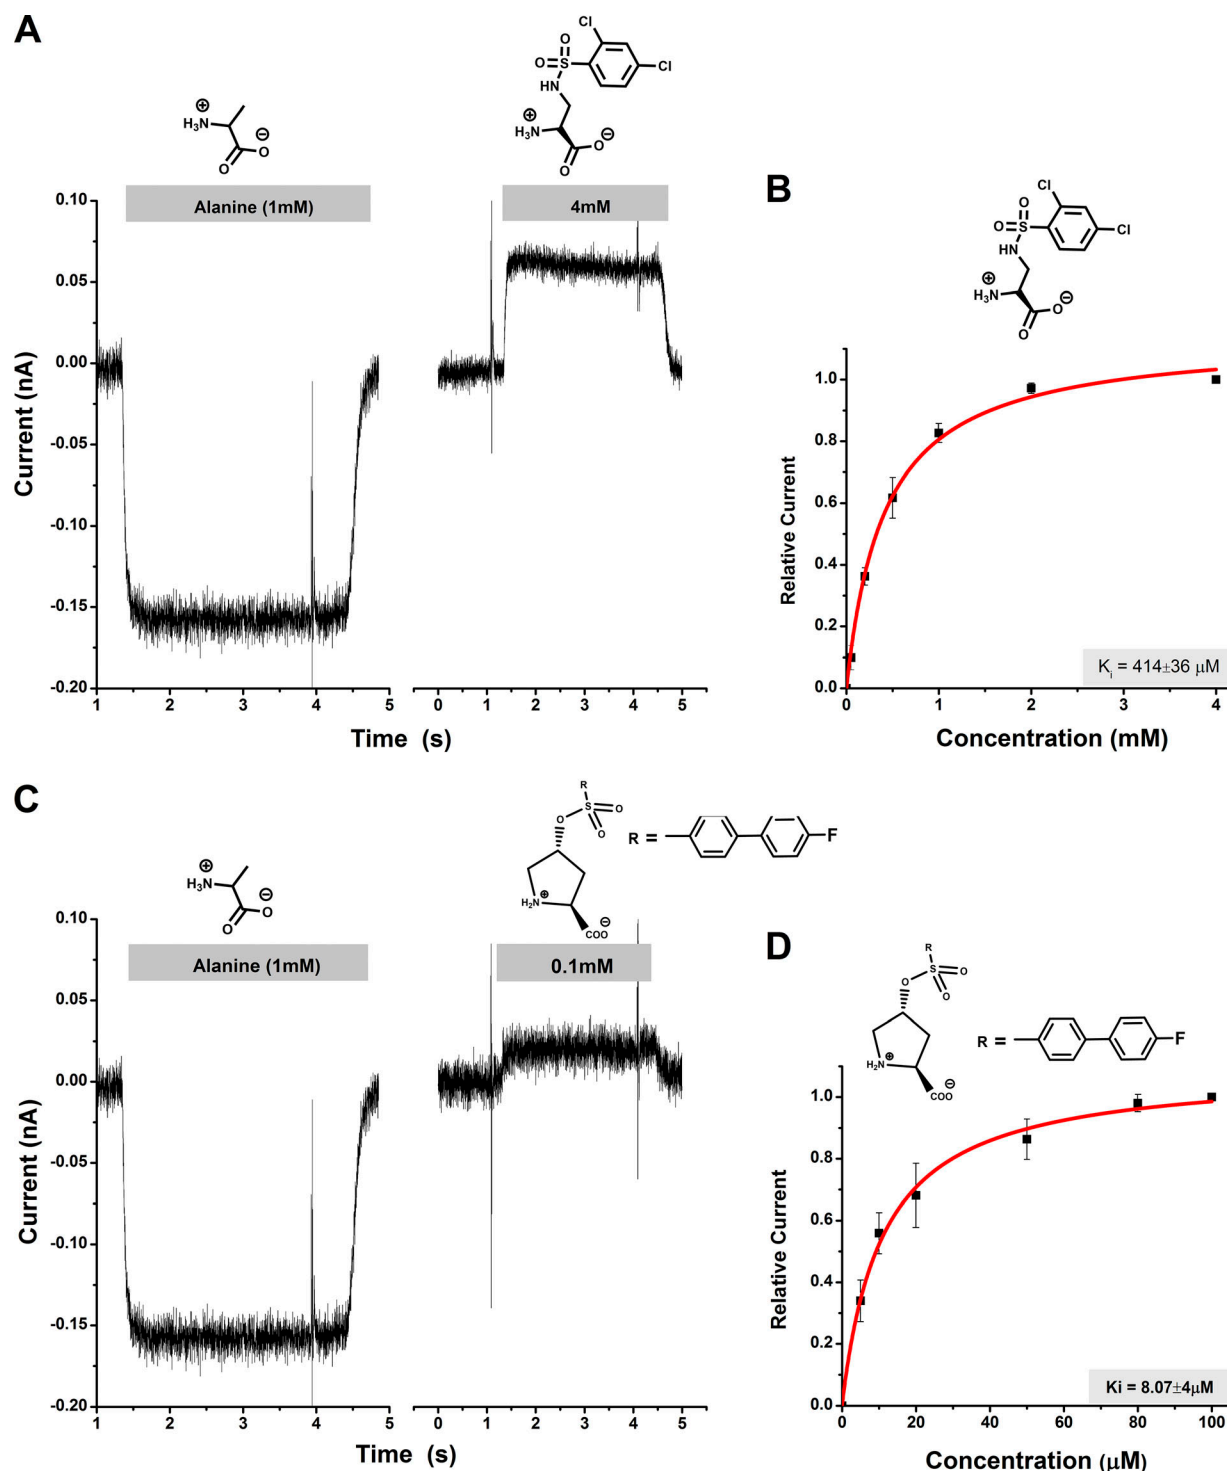 A
Cl
O
O
S
Cl
HN
⊕
H₃N
⊖
O
O
⊕
H₃N
⊖
O
O
Alanine (1mM)
4mM
0.10
0.05
0.00
-0.05
-0.10
-0.15
-0.20
Current (nA)
1 2 3 4 5
0 1 2 3 4 5
Time (s)
B
Cl
O
O
S
Cl
HN
⊕
H₃N
⊖
O
O
1.0
0.8
0.6
0.4
0.2
0.0
Relative Current
Kᵢ = 414±36 μM
0 1 2 3 4
Concentration (mM)
C
⊕
H₃N
⊖
O
O
R
O
S
O
O
R =
F
H₂N
⊕
⊖
COO
Alanine (1mM)
0.1mM
0.10
0.05
0.00
-0.05
-0.10
-0.15
-0.20
Current (nA)
1 2 3 4 5
0 1 2 3 4 5
Time (s)
D
R
O
S
O
O
R =
F
H₂N
⊕
⊖
COO
1.0
0.8
0.6
0.4
0.2
0.0
Relative Current
Ki = 8.07±4μM
0 20 40 60 80 100
Concentration (μM)